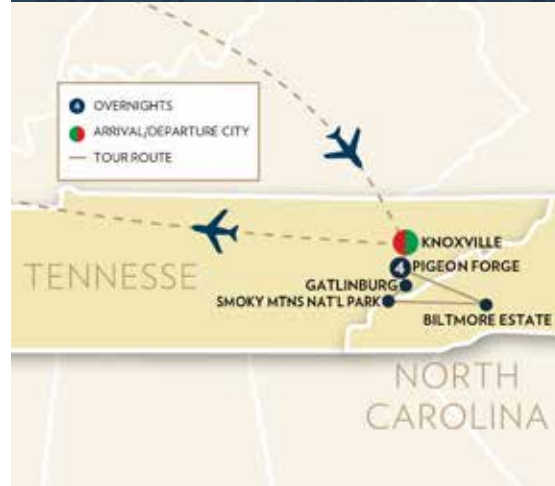 4 OVERNIGHTS
ARRIVAL/DEPARTURE CITY
TOUR ROUTE
KNOXVILLE
4 PIGEON FORGE
TENNESSE
GATLINBURG
SMOKY MTNS NAT'L PARK
BILTMORE ESTATE
NORTH
CAROLINA